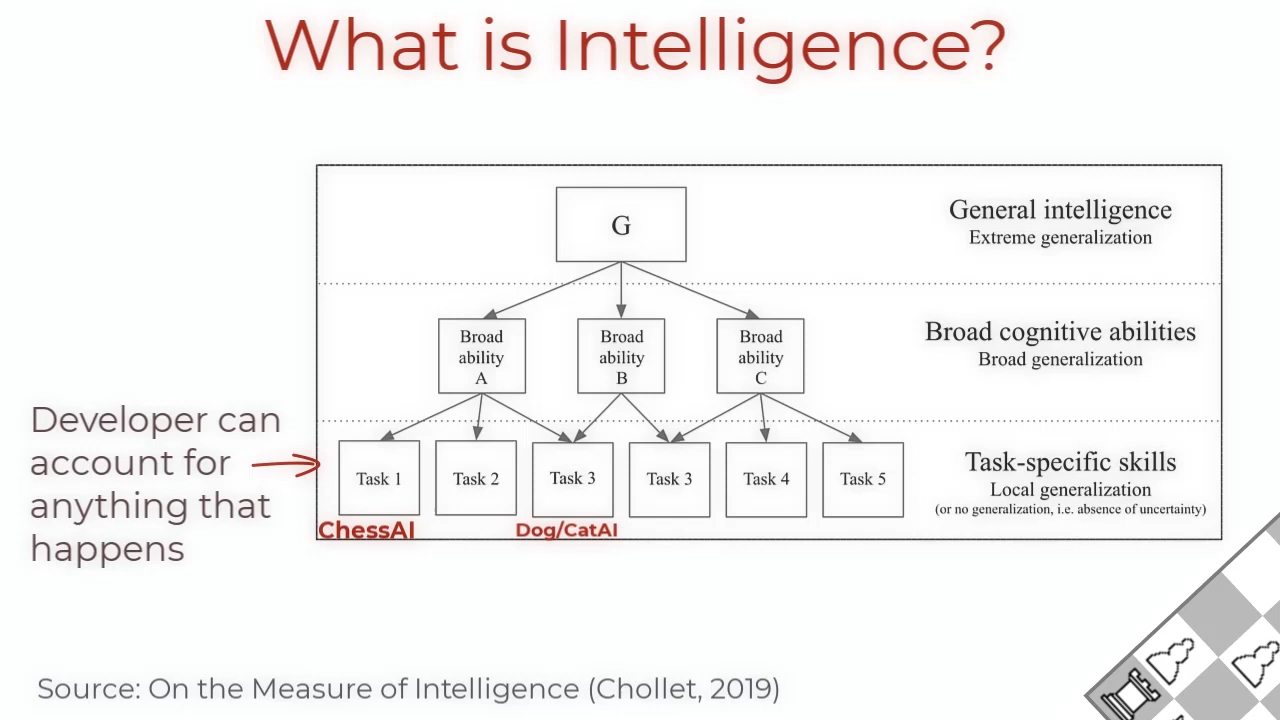 What is Intelligence?
G
General intelligence
Extreme generalization
Broad
ability
A
Broad
ability
B
Broad
ability
C
Broad cognitive abilities
Broad generalization
Developer can
account for
anything that
happens
Task 1
Task 2
Task 3
Task 3
Task 4
Task 5
Task-specific skills
Local generalization
(or no generalization, i.e. absence of uncertainty)
ChessAI
Dog/CatAI
Source: On the Measure of Intelligence (Chollet, 2019)